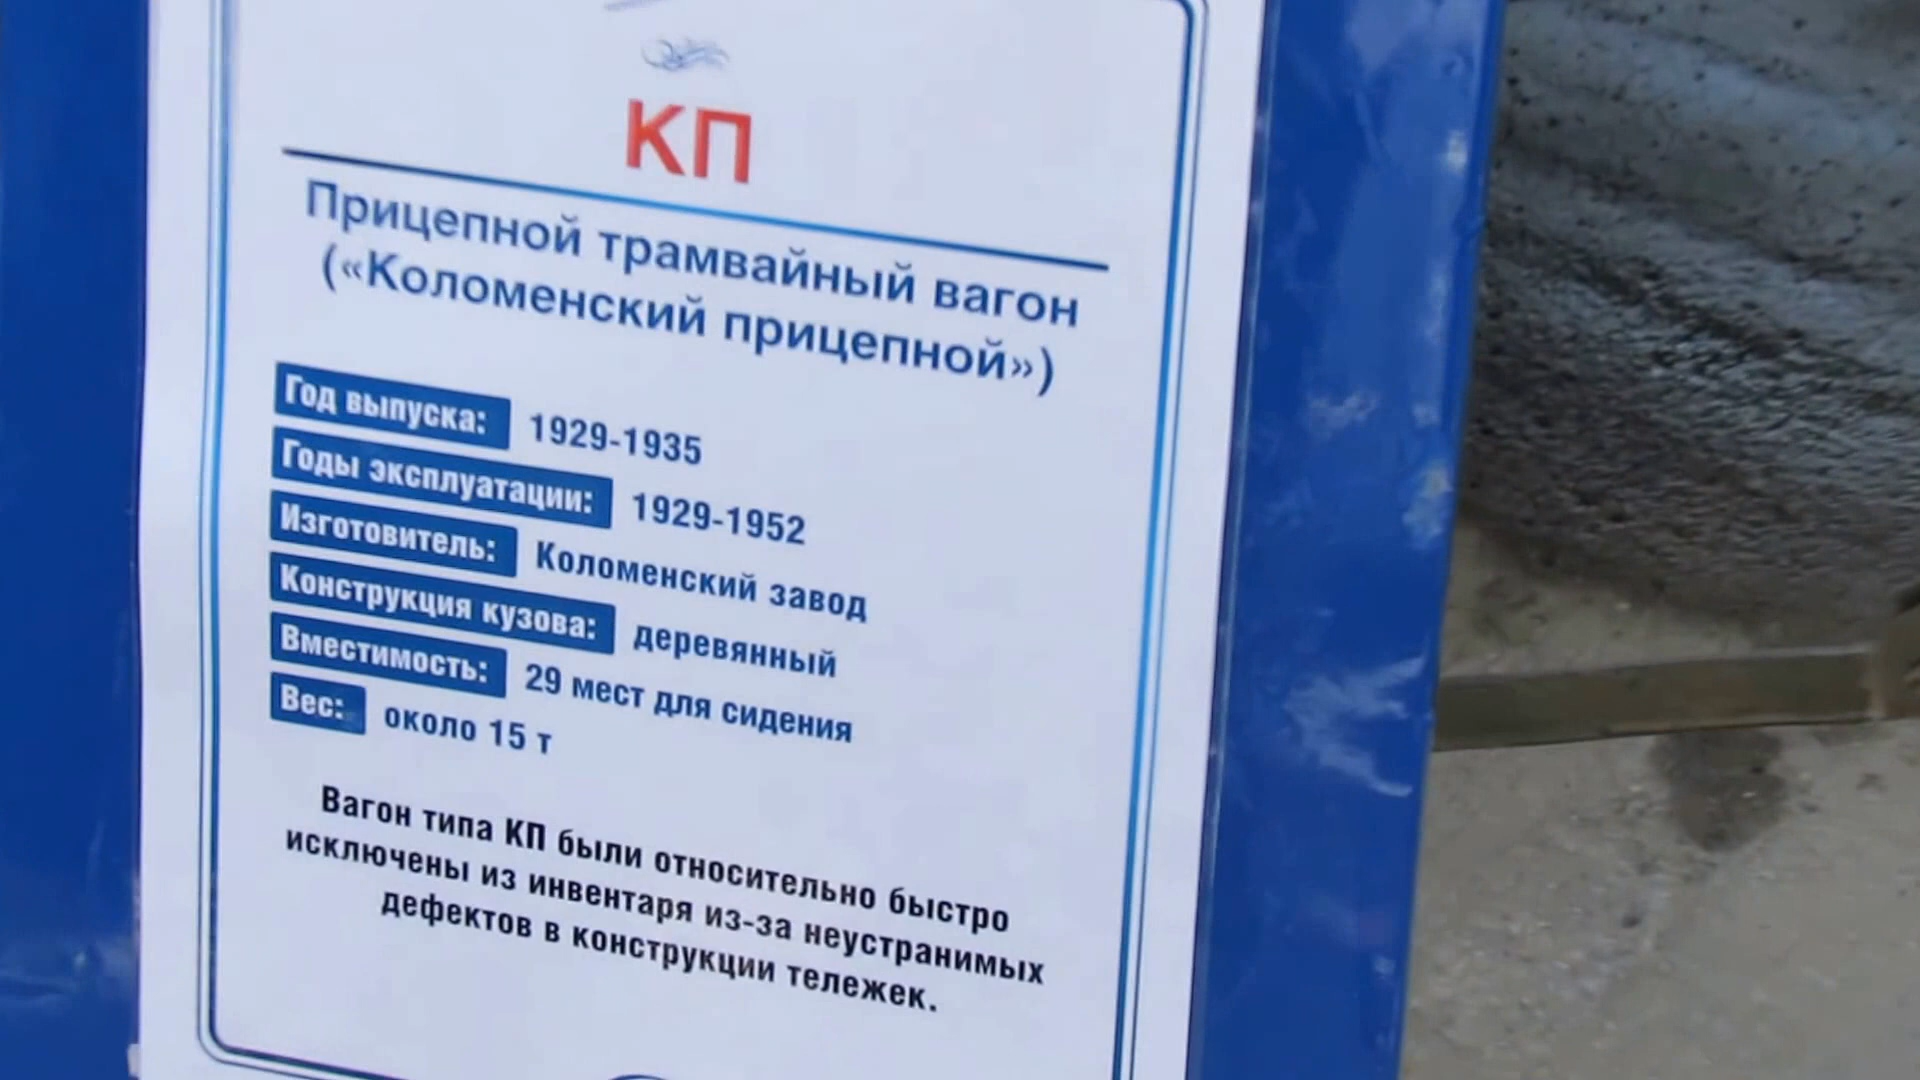 КП
Прицепной трамвайный вагон
(«Коломенский прицепной»)
Год выпуска: 1929-1935
Годы эксплуатации: 1929-1952
Изготовитель: Коломенский завод
Конструкция кузова: деревянный
Вместимость: 29 мест для сидения
Вес: около 15 т
Вагон типа КП были относительно быстро
исключены из инвентаря из-за неустранимых
дефектов в конструкции тележек.